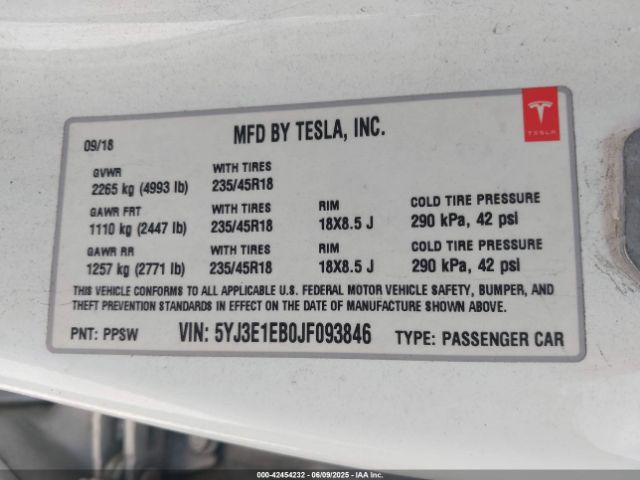 09/18
MFD BY TESLA, INC.
TESLA
GVWR
WITH TIRES
2265 kg (4993 lb)
235/45R18
GAWR FRT
WITH TIRES
RIM
COLD TIRE PRESSURE
1110 kg (2447 lb)
235/45R18
18X8.5 J
290 kPa, 42 psi
GAWR RR
WITH TIRES
RIM
COLD TIRE PRESSURE
1257 kg (2771 lb)
235/45R18
18X8.5 J
290 kPa, 42 psi
THIS VEHICLE CONFORMS TO ALL APPLICABLE U.S. FEDERAL MOTOR VEHICLE SAFETY, BUMPER, AND
THEFT PREVENTION STANDARDS IN EFFECT ON THE DATE OF MANUFACTURE SHOWN ABOVE.
PNT: PPSW
VIN: 5YJ3E1EB0JF093846
TYPE: PASSENGER CAR
000-42454232 - 06/09/2025 - IAAI, Inc.